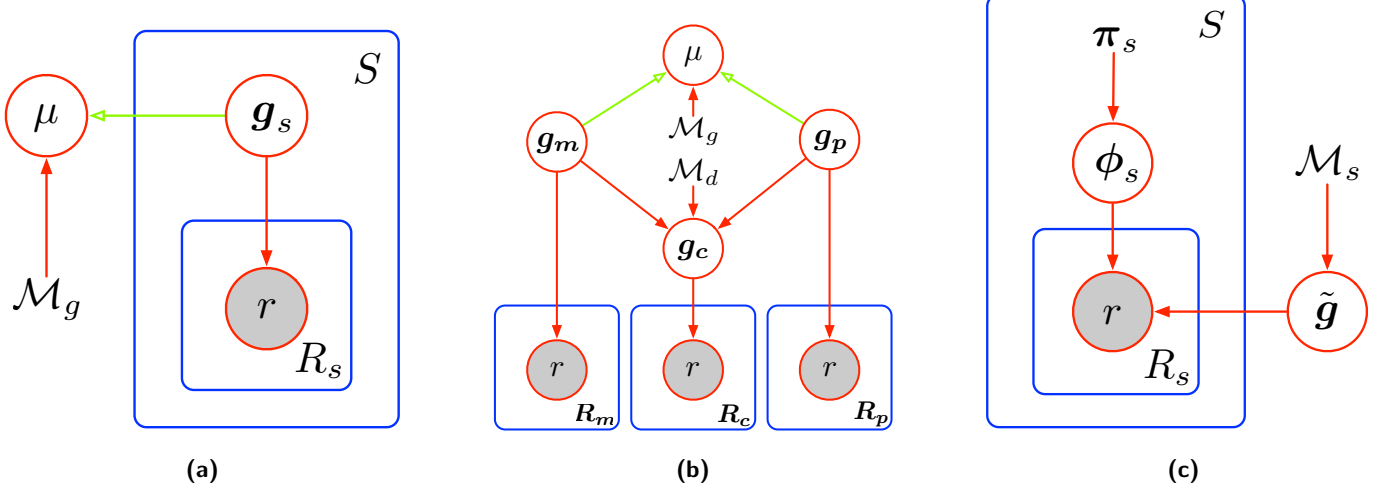 S
μ
g_s
r
R_s
M_g
(a)
μ
g_m
M_g
g_p
M_d
g_c
r
r
r
R_m
R_c
R_p
(b)
π_s
S
ϕ_s
M_s
r
g̃
R_s
(c)